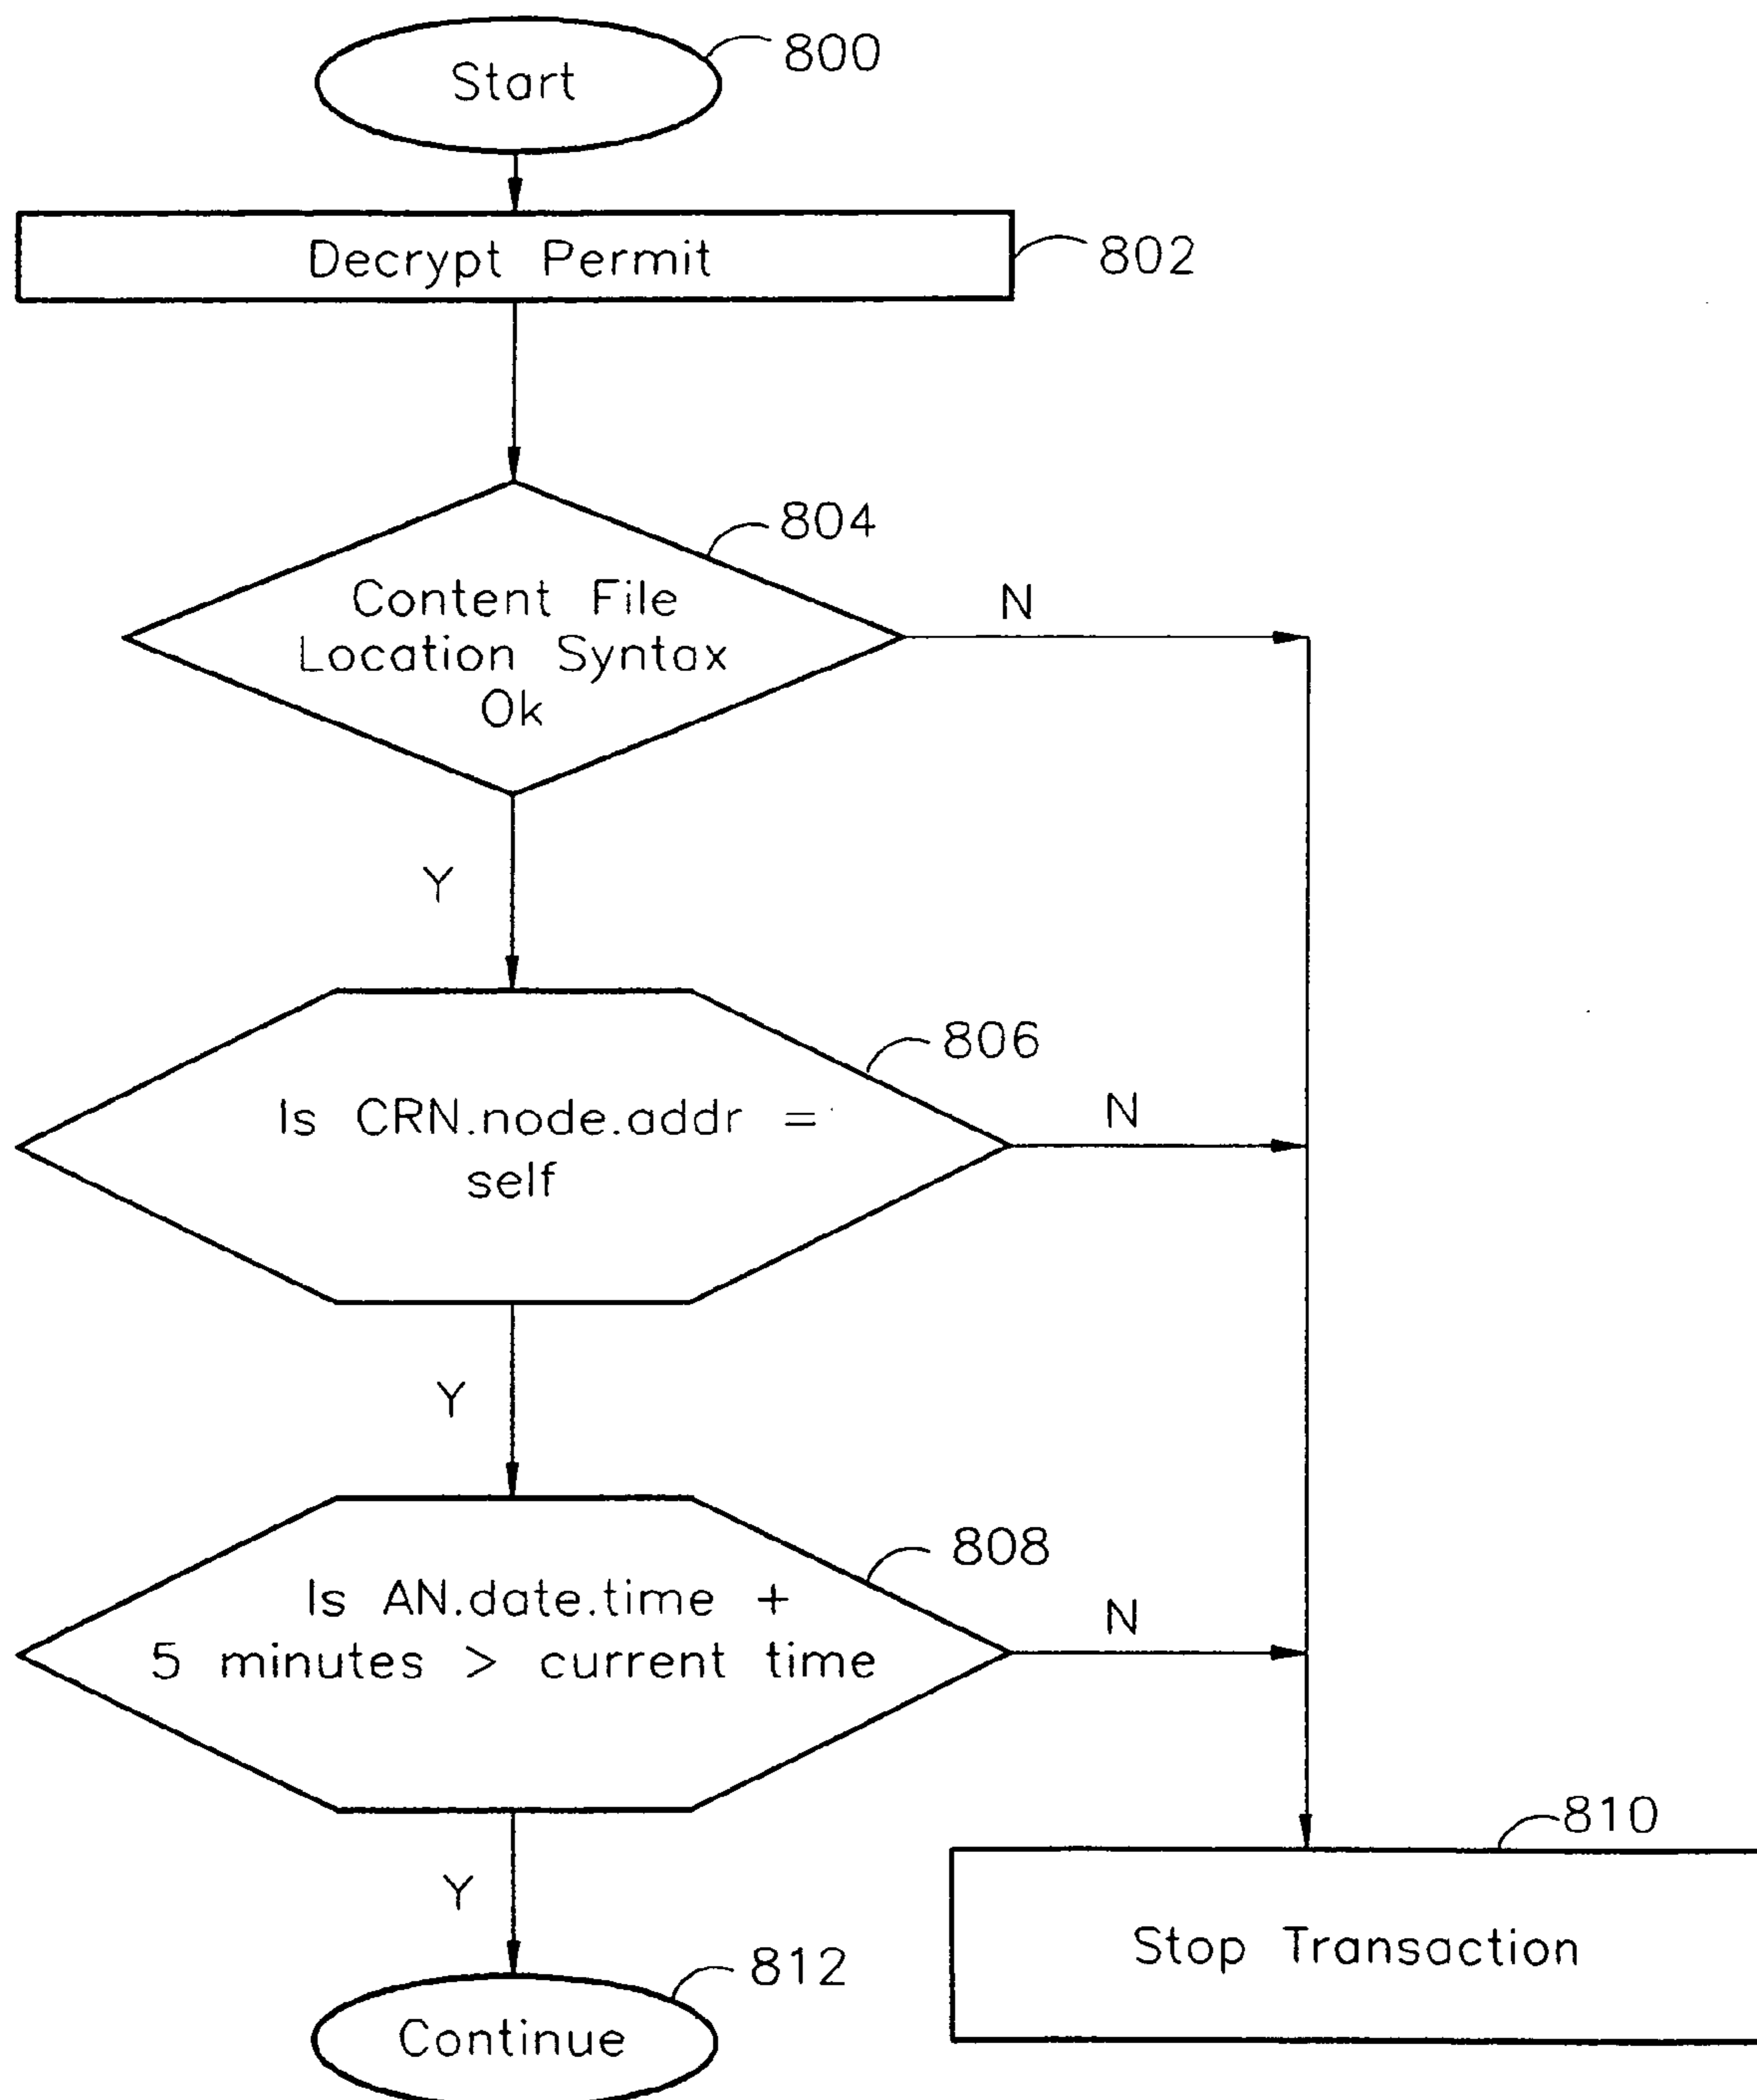 Start
800
Decrypt Permit
802
804
Content File
Location Syntax
Ok
N
Y
806
Is CRN.node.addr =
self
N
Y
808
Is AN.date.time +
5 minutes > current time
N
Y
810
Stop Transaction
812
Continue